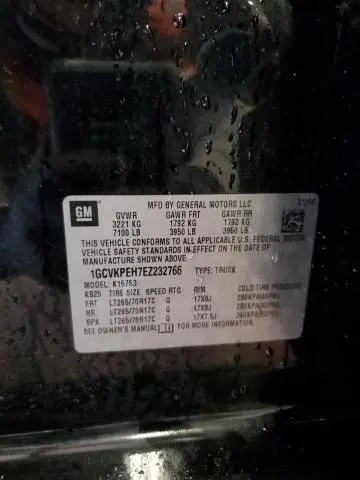 GM
MFD BY GENERAL MOTORS LLC
01/14
GVWR GAWR FRT GAWR RR
3221 KG 1792 KG 1792 KG
7100 LB 3950 LB 3950 LB
THIS VEHICLE CONFORMS TO ALL APPLICABLE U.S. FEDERAL MOTOR
VEHICLE SAFETY STANDARDS IN EFFECT ON THE
DATE OF MANUFACTURE SHOWN ABOVE.
1GCVKPEH7EZ232766 TYPE: TRUCK
MODEL: K15753
KB25 TIRE SIZE SPEED RTG RIM COLD TIRE PRESSURE
FRT LT265/70R17C Q 17X8J
RR LT265/70R17C Q 17X8J
SPA LT265/70R17C Q 17X7.5J
SEE OWNER'S MANUAL FOR MORE INFORMATION.